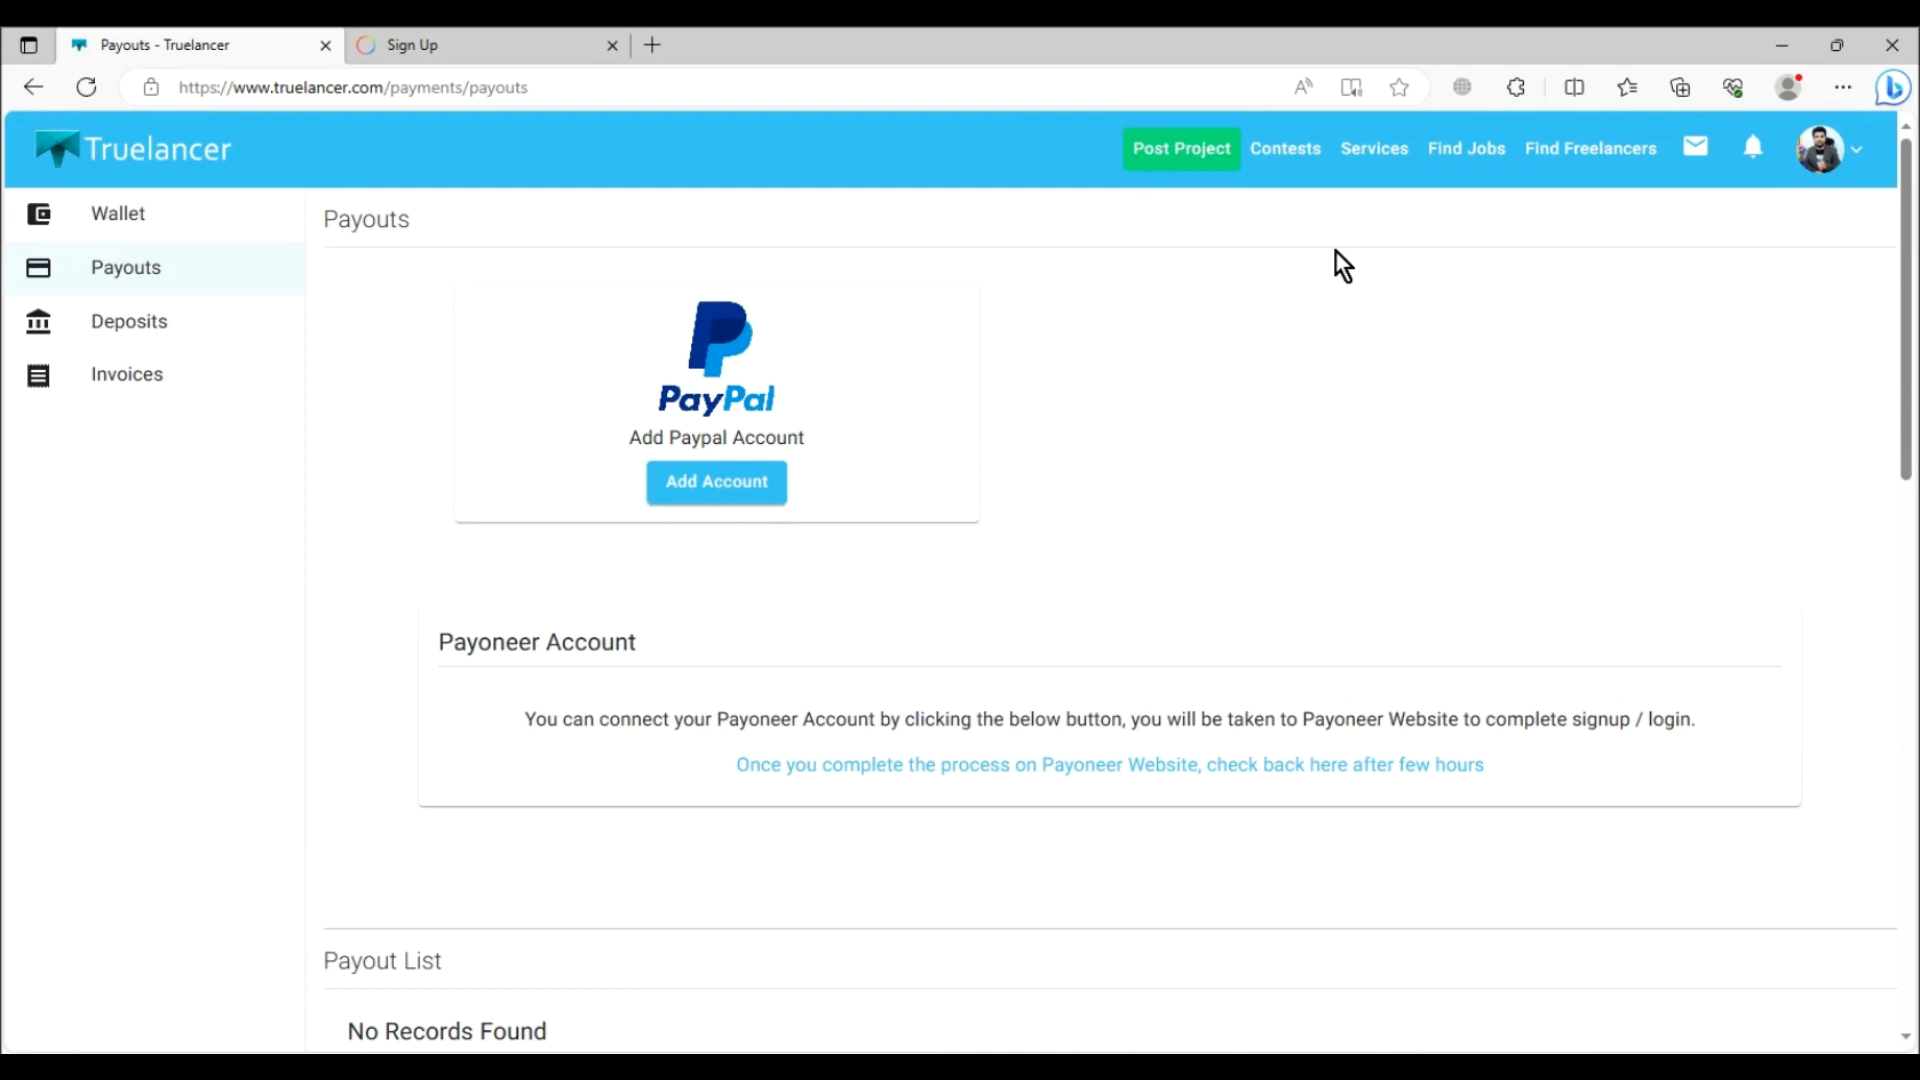 Payouts - Truelancer
Sign Up
https://www.truelancer.com/payments/payouts
Truelancer
Post Project
Contests
Services
Find Jobs
Find Freelancers
Wallet
Payouts
Deposits
Invoices
Payouts
PayPal
Add Paypal Account
Add Account
Payoneer Account
You can connect your Payoneer Account by clicking the below button, you will be taken to Payoneer Website to complete signup / login.
Once you complete the process on Payoneer Website, check back here after few hours
Payout List
No Records Found